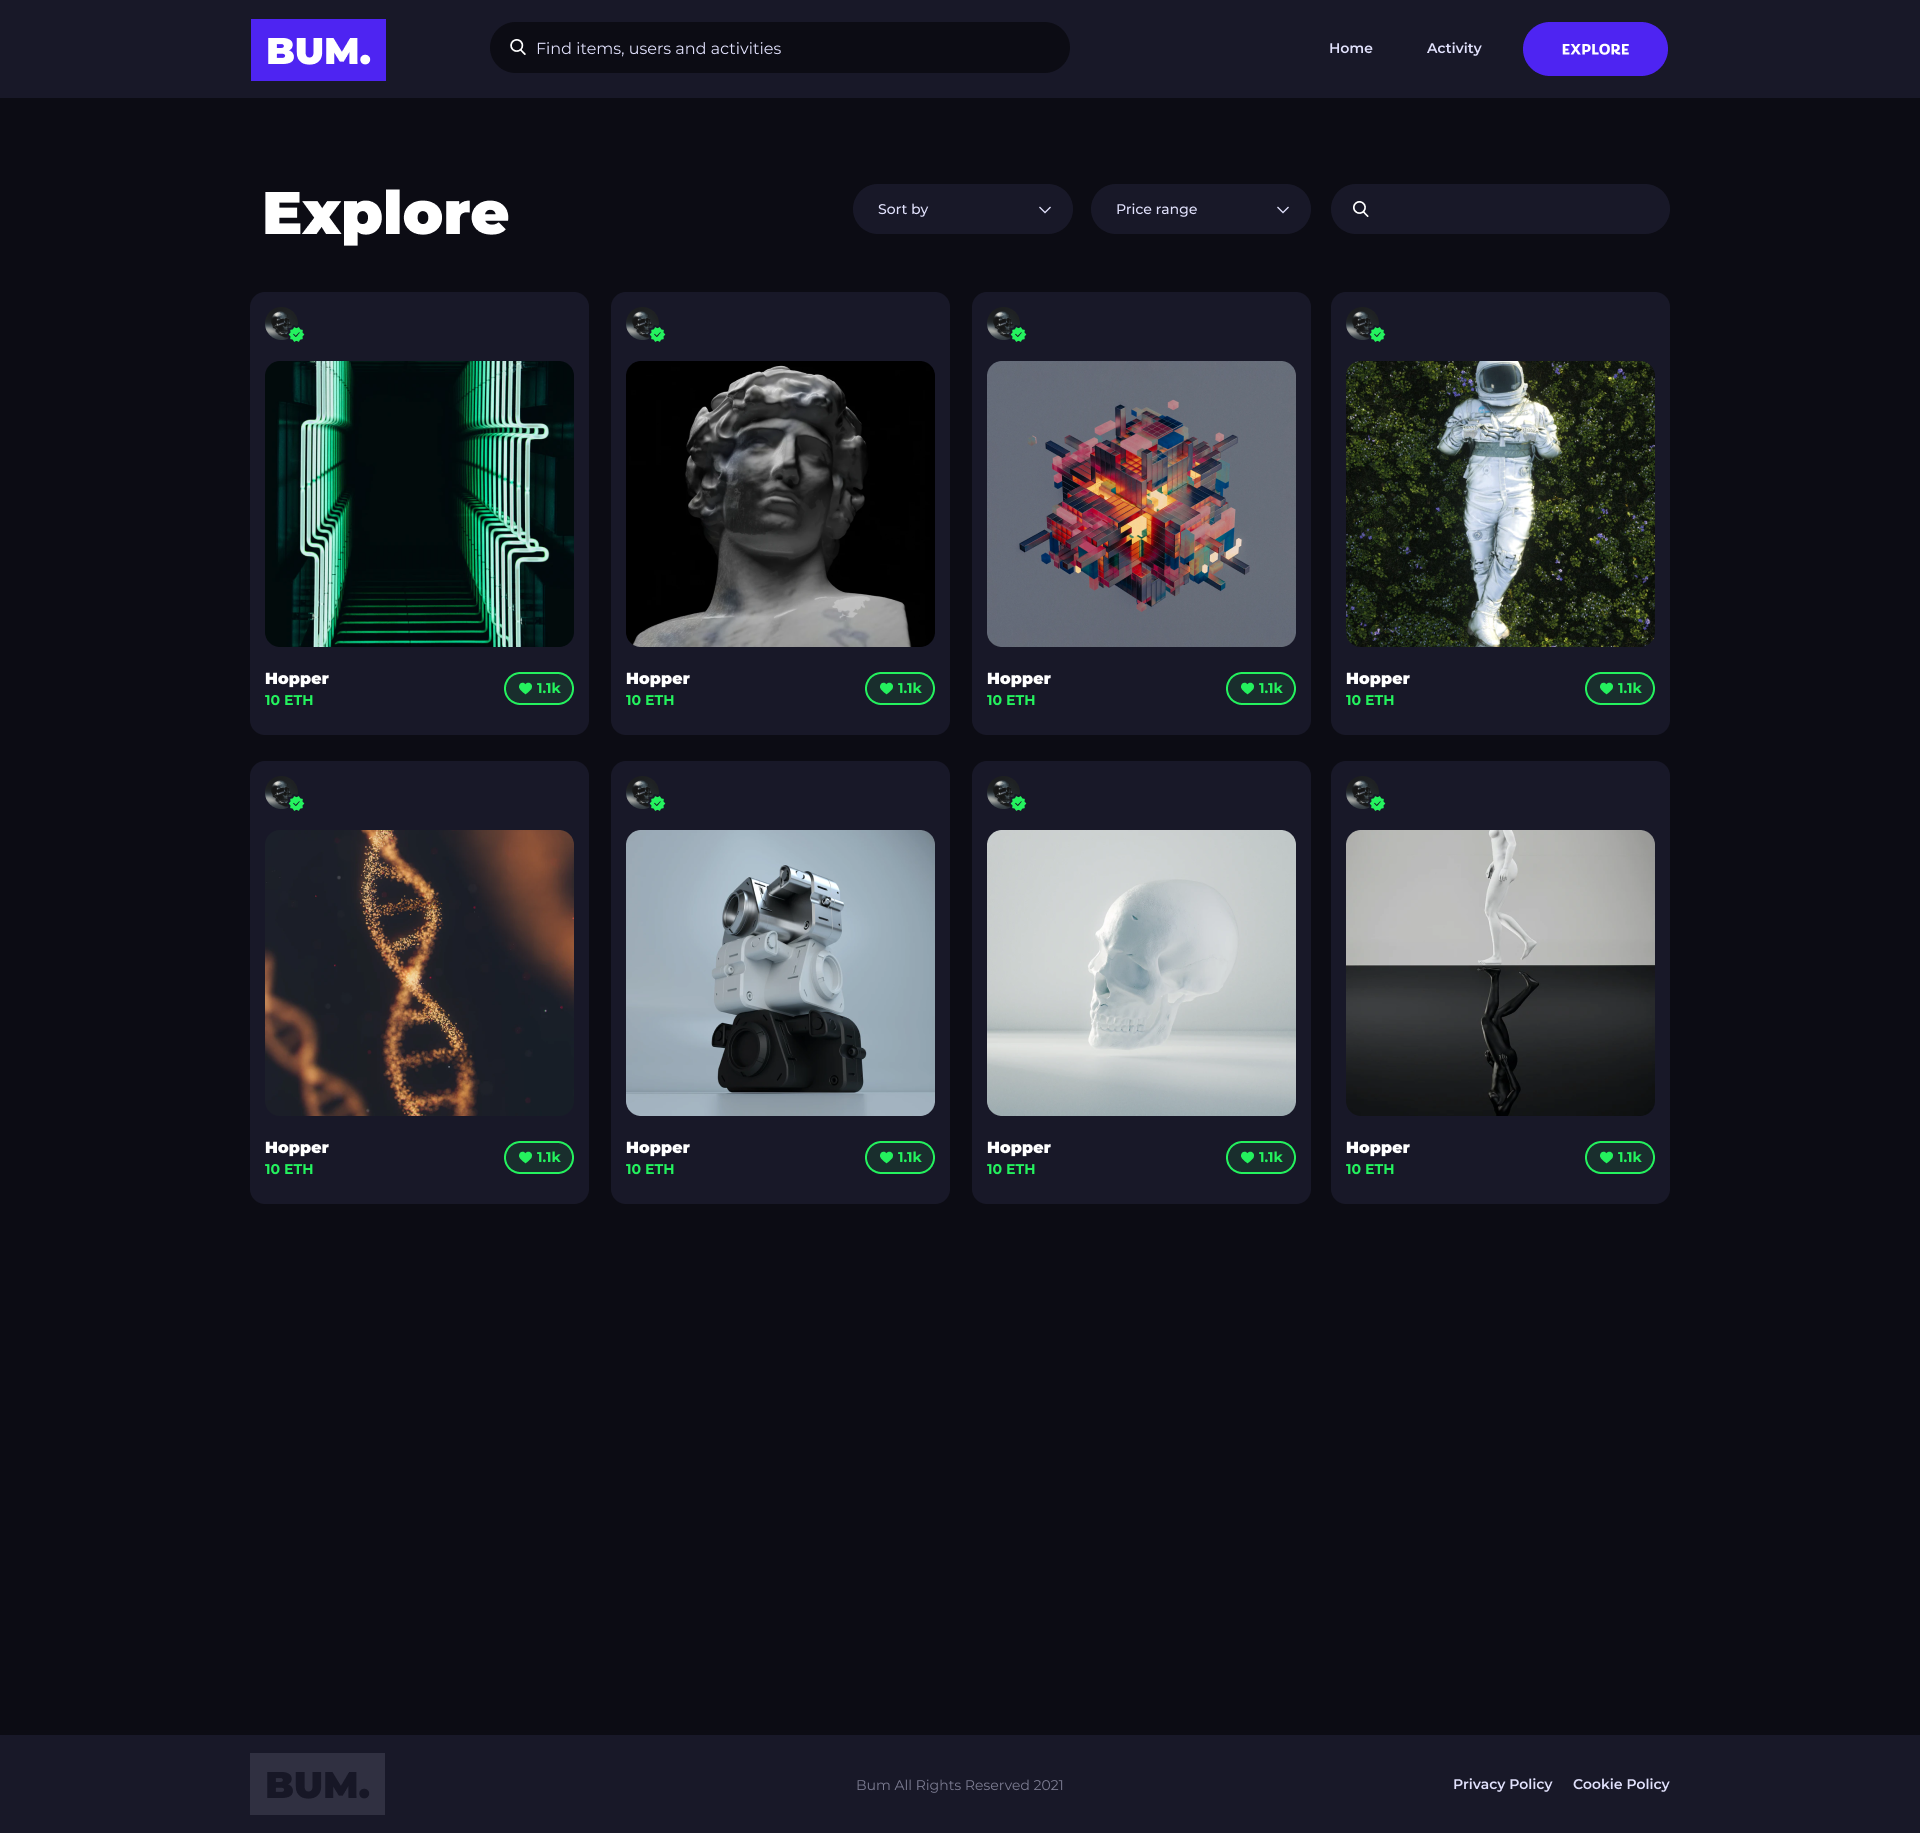 BUM.
Find items, users and activities
Home
Activity
EXPLORE
Explore
Sort by
Price range
Hopper
10 ETH
1.1k
Hopper
10 ETH
1.1k
Hopper
10 ETH
1.1k
Hopper
10 ETH
1.1k
Hopper
10 ETH
1.1k
Hopper
10 ETH
1.1k
Hopper
10 ETH
1.1k
Hopper
10 ETH
1.1k
BUM.
Bum All Rights Reserved 2021
Privacy Policy
Cookie Policy